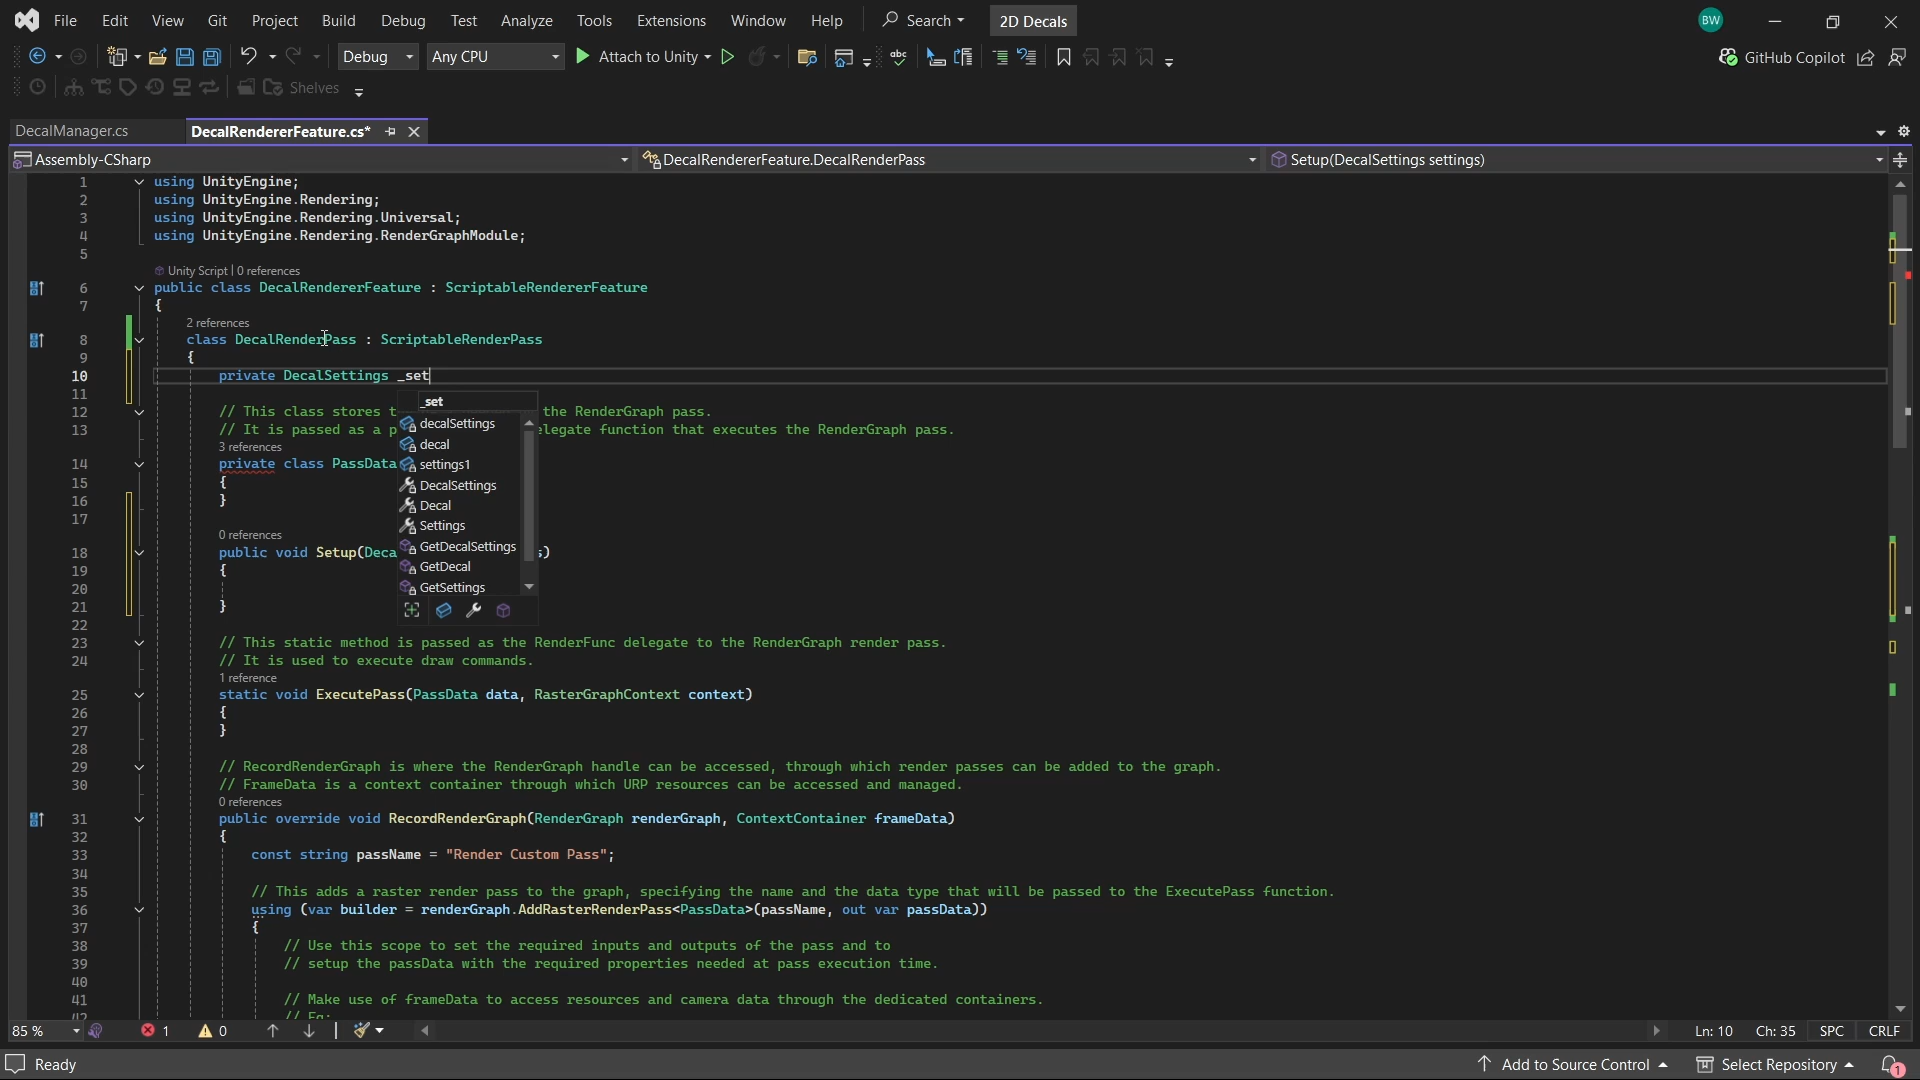 File Edit View Git Project Build Debug Test Analyze Tools Extensions Window Help Search 2D Decals BW
Debug Any CPU Attach to Unity abc GitHub Copilot
Shelves
DecalManager.cs DecalRendererFeature.cs*
Assembly-CSharp DecalRendererFeature.DecalRenderPass Setup(DecalSettings settings)
1 using UnityEngine;
2 using UnityEngine.Rendering;
3 using UnityEngine.Rendering.Universal;
4 using UnityEngine.Rendering.RenderGraphModule;
5
Unity Script | 0 references
6 public class DecalRendererFeature : ScriptableRendererFeature
7 {
2 references
8 class DecalRenderPass : ScriptableRenderPass
9 {
10 private DecalSettings _set
11
_set
12 // This class stores t the RenderGraph pass.
decalSettings
13 // It is passed as a p elegate function that executes the RenderGraph pass.
decal
3 references
14 private class PassData
settings1
15 {
DecalSettings
16 }
Decal
17
Settings
0 references
GetDecalSettings
18 public void Setup(Deca s)
19 {
GetDecal
20
GetSettings
21 }
22
23 // This static method is passed as the RenderFunc delegate to the RenderGraph render pass.
24 // It is used to execute draw commands.
1 reference
25 static void ExecutePass(PassData data, RasterGraphContext context)
26 {
27 }
28
29 // RecordRenderGraph is where the RenderGraph handle can be accessed, through which render passes can be added to the graph.
30 // FrameData is a context container through which URP resources can be accessed and managed.
0 references
31 public override void RecordRenderGraph(RenderGraph renderGraph, ContextContainer frameData)
32 {
33 const string passName = "Render Custom Pass";
34
35 // This adds a raster render pass to the graph, specifying the name and the data type that will be passed to the ExecutePass function.
36 using (var builder = renderGraph.AddRasterRenderPass<PassData>(passName, out var passData))
37 {
38 // Use this scope to set the required inputs and outputs of the pass and to
39 // setup the passData with the required properties needed at pass execution time.
40
41 // Make use of frameData to access resources and camera data through the dedicated containers.
42 // Eg:
85 % 1 0 Ln: 10 Ch: 35 SPC CRLF
Ready Add to Source Control Select Repository 1